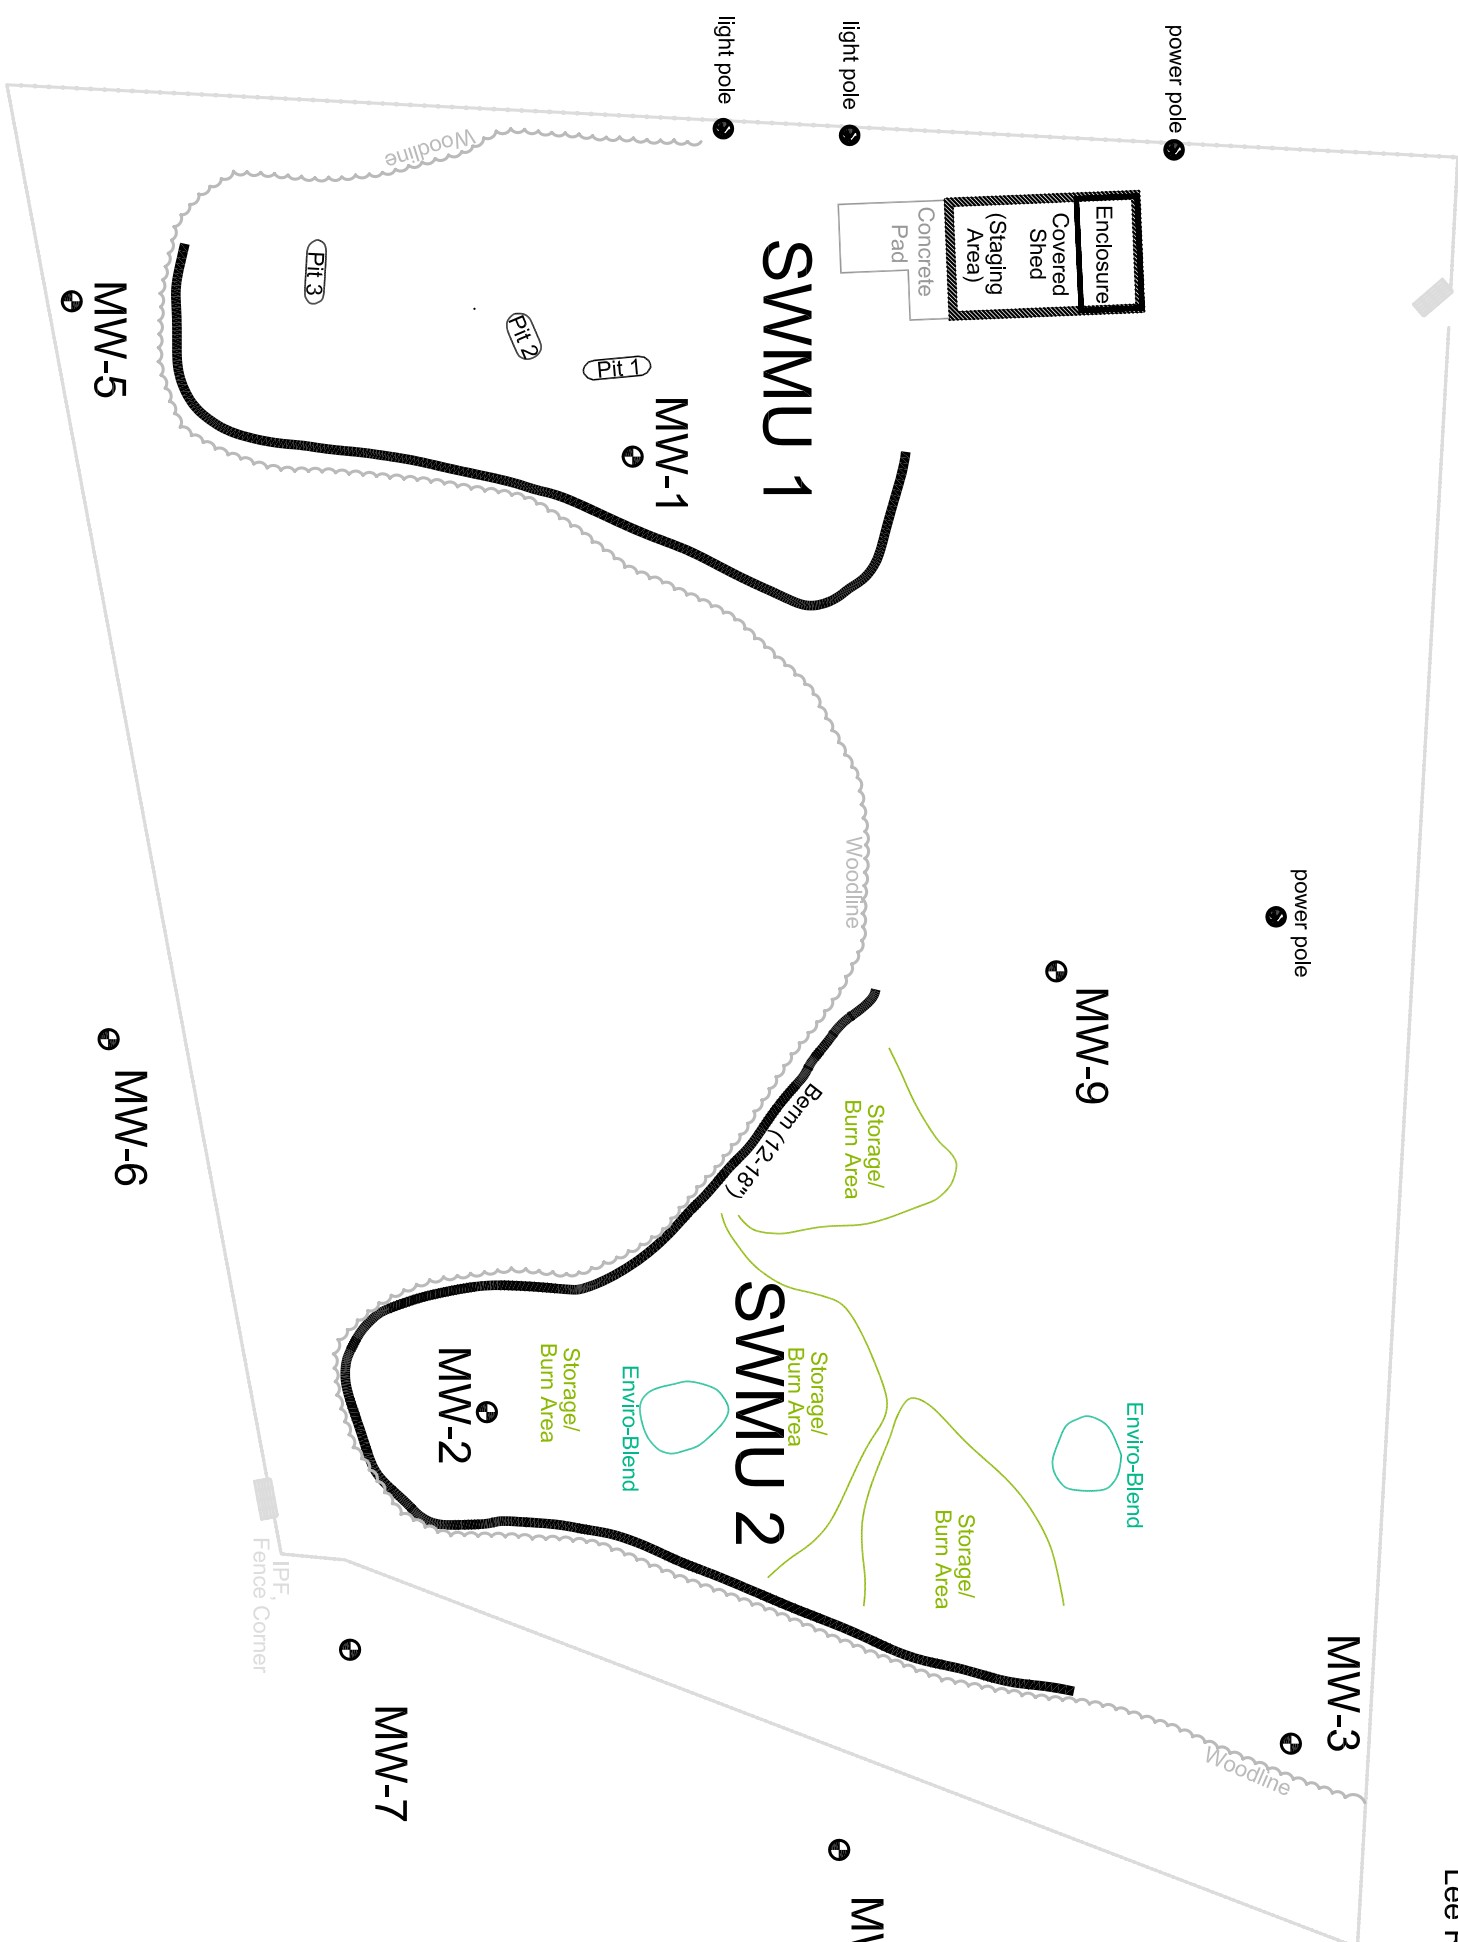 light pole
light pole
power pole
Woodline
Enclosure
Covered
Shed
(Staging
Area)
Concrete
Pad
SWMU 1
Pit 3
Pit 2
Pit 1
MW-5
MW-1
Woodline
power pole
MW-9
MW-6
Berm (12-18")
Storage/
Burn Area
SWMU 2
Storage/
Burn Area
Storage/
Burn Area
Enviro-Blend
Enviro-Blend
MW-2
Storage/
Burn Area
IPF,
Fence Corner
MW-3
Woodline
MW-7
MW
Lee